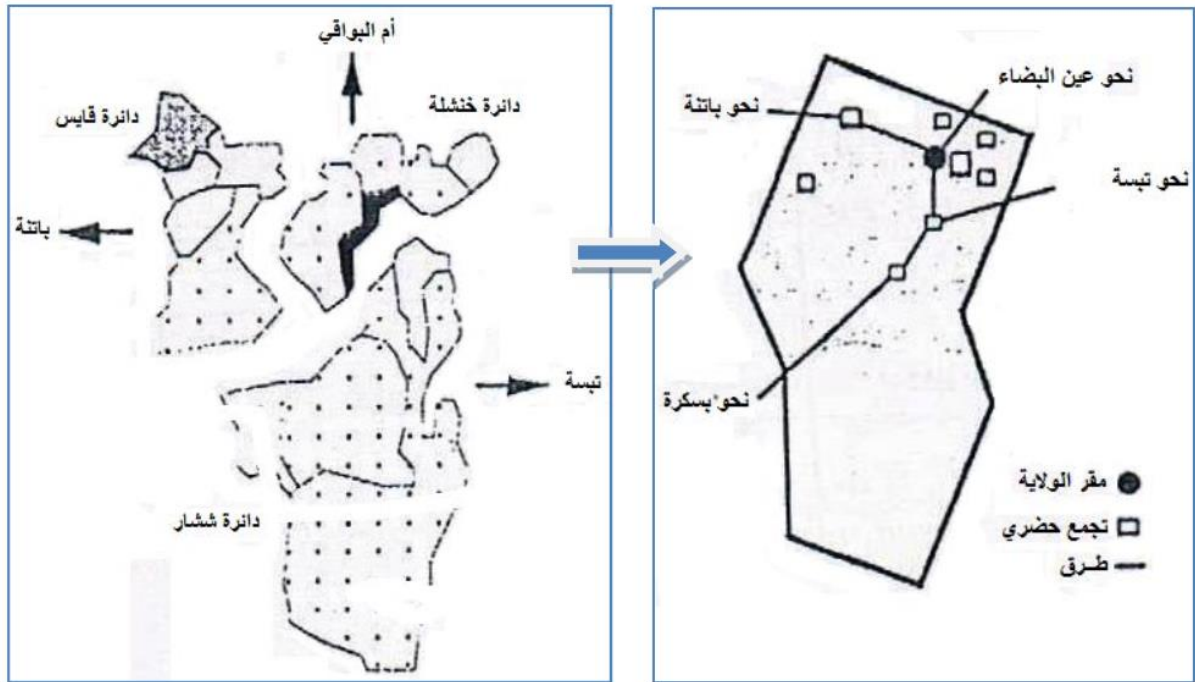 أم البواقي
دائرة خنشلة
دائرة قايس
باتنة
تبسة
دائرة ششار
نحو عين البضاء
نحو باتنة
نحو تبسة
نحو بسكرة
مقر الولاية
تجمع حضري
طرق